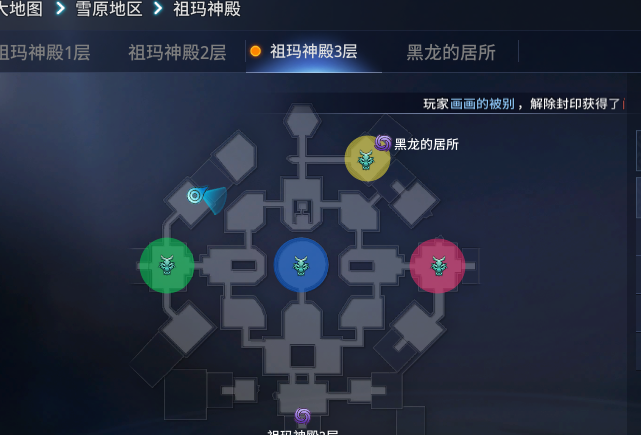 大地图 > 雪原地区 > 祖玛神殿
祖玛神殿1层 祖玛神殿2层 祖玛神殿3层 黑龙的居所
玩家画画的被别，解除封印获得了
黑龙的居所
祖玛神殿2层